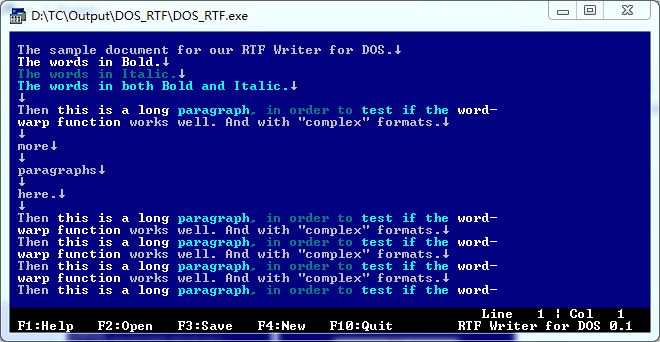 D:\TC\Output\DOS_RTF\DOS_RTF.exe
The sample document for our RTF Writer for DOS.↓
The words in Bold.↓
The words in Italic.↓
The words in both Bold and Italic.↓
↓
Then this is a long paragraph, in order to test if the word-
warp function works well. And with "complex" formats.↓
↓
more↓
↓
paragraphs↓
↓
here.↓
↓
Then this is a long paragraph, in order to test if the word-
warp function works well. And with "complex" formats.↓
Then this is a long paragraph, in order to test if the word-
warp function works well. And with "complex" formats.↓
Then this is a long paragraph, in order to test if the word-
warp function works well. And with "complex" formats.↓
Then this is a long paragraph, in order to test if the word-
Line 1 ¦ Col 1
F1:Help F2:Open F3:Save F4:New F10:Quit RTF Writer for DOS 0.1